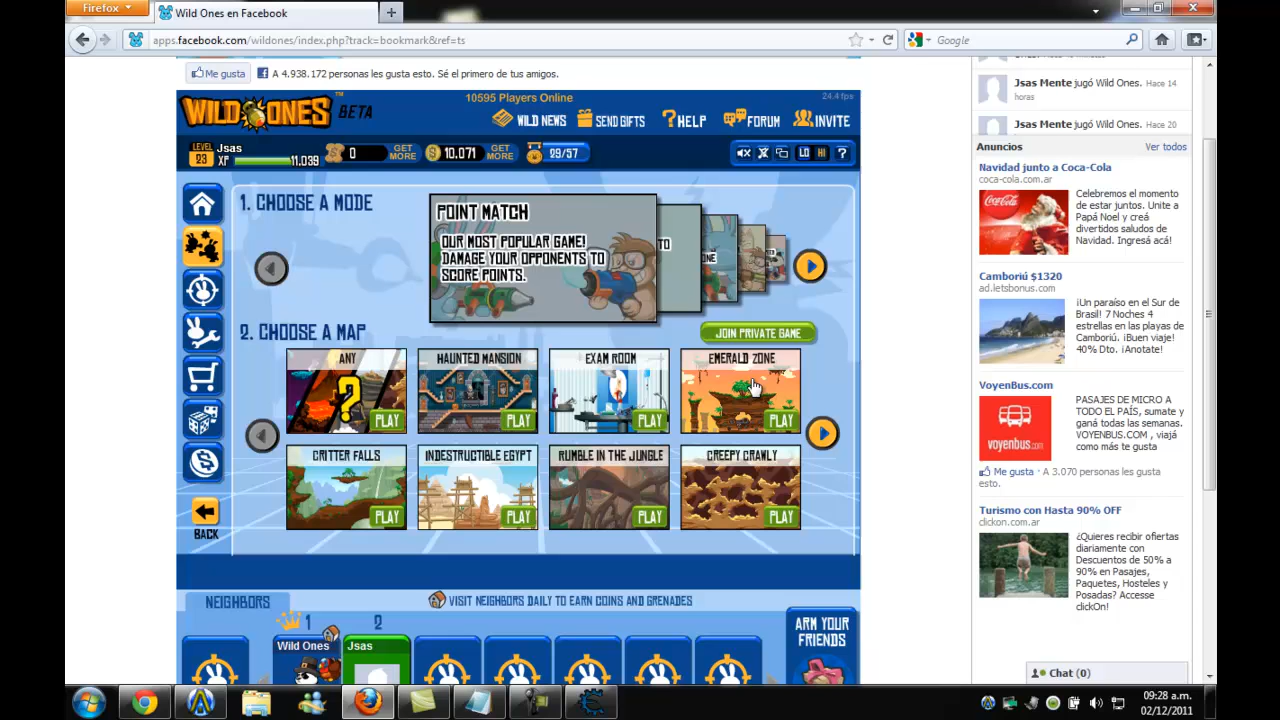 Firefox
Wild Ones en Facebook
apps.facebook.com/wildones/index.php?track=bookmark&ref=ts
Google
Me gusta
A 4.938.172 personas les gusta esto. Sé el primero de tus amigos.
WILD ONES™ BETA
10595 Players Online
24.4 fps
WILD NEWS
SEND GIFTS
HELP
FORUM
INVITE
LEVEL 23
Jsas
XP
11.039
0
GET MORE
10.071
GET MORE
29/57
LO
HI
?
1. CHOOSE A MODE
POINT MATCH
OUR MOST POPULAR GAME!
DAMAGE YOUR OPPONENTS TO
SCORE POINTS.
TO
2. CHOOSE A MAP
JOIN PRIVATE GAME
ANY
PLAY
HAUNTED MANSION
PLAY
EXAM ROOM
PLAY
EMERALD ZONE
PLAY
CRITTER FALLS
PLAY
INDESTRUCTIBLE EGYPT
PLAY
RUMBLE IN THE JUNGLE
PLAY
CREEPY CRAWLY
PLAY
BACK
NEIGHBORS
VISIT NEIGHBORS DAILY TO EARN COINS AND GRENADES
1
2
Wild Ones
Jsas
ARM YOUR
FRIENDS
Jsas Mente jugó Wild Ones. Hace 14
horas
Jsas Mente jugó Wild Ones. Hace 20
Anuncios
Ver todos
Navidad junto a Coca-Cola
coca-cola.com.ar
Celebremos el momento
de estar juntos. Unite a
Papá Noel y creá
divertidos saludos de
Navidad. Ingresá acá!
Camboriú $1320
ad.letsbonus.com
¡Un paraíso en el Sur de
Brasil! 7 Noches 4
estrellas en las playas de
Camboriú. ¡Buen viaje!
40% Dto. ¡Anotate!
VoyenBus.com
voyenbus.com
PASAJES DE MICRO A
TODO EL PAÍS, sumate y
ganá todas las semanas.
VOYENBUS.COM , viajá
como más te gusta
Me gusta · A 3.070 personas les gusta
esto.
Turismo con Hasta 90% OFF
clickon.com.ar
¿Quieres recibir ofertas
diariamente con
Descuentos de 50% a
90% en Pasajes,
Paquetes, Hosteles y
Posadas? Accesse
clickOn!
Chat (0)
09:28 a.m.
02/12/2011